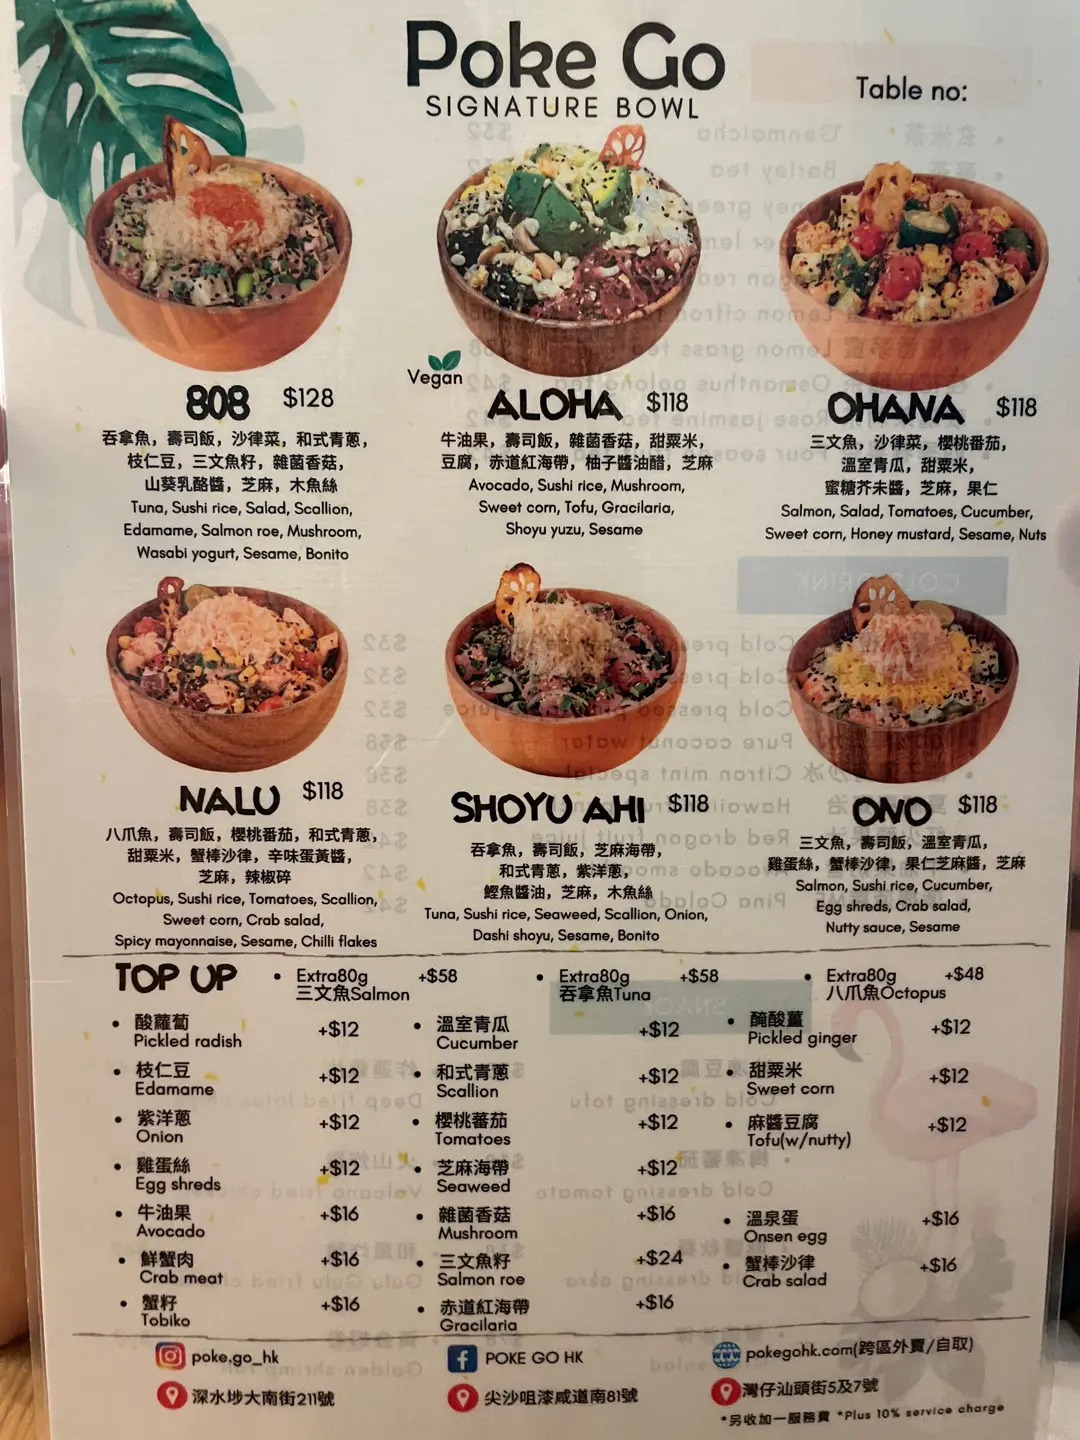 Poke Go
SIGNATURE BOWL
Table no:
Vegan
808 $128
吞拿魚，壽司飯，沙律菜，和式青蔥，
枝仁豆，三文魚籽，雜菌香菇，
山葵乳酪醬，芝麻，木魚絲
Tuna, Sushi rice, Salad, Scallion,
Edamame, Salmon roe, Mushroom,
Wasabi yogurt, Sesame, Bonito
ALOHA $118
牛油果，壽司飯，雜菌香菇，甜粟米，
豆腐，赤道紅海帶，柚子醬油醋，芝麻
Avocado, Sushi rice, Mushroom,
Sweet corn, Tofu, Gracilaria,
Shoyu yuzu, Sesame
OHANA $118
三文魚，沙律菜，櫻桃番茄，
溫室青瓜，甜粟米，
蜜糖芥未醬，芝麻，果仁
Salmon, Salad, Tomatoes, Cucumber,
Sweet corn, Honey mustard, Sesame, Nuts
NALU $118
八爪魚，壽司飯，櫻桃番茄，和式青蔥，
甜粟米，蟹棒沙律，辛味蛋黃醬，
芝麻，辣椒碎
Octopus, Sushi rice, Tomatoes, Scallion,
Sweet corn, Crab salad,
Spicy mayonnaise, Sesame, Chilli flakes
SHOYU AHI $118
吞拿魚，壽司飯，芝麻海帶，
和式青蔥，紫洋蔥，
鰹魚醬油，芝麻，木魚絲
Tuna, Sushi rice, Seaweed, Scallion, Onion,
Dashi shoyu, Sesame, Bonito
ONO $118
三文魚，壽司飯，溫室青瓜，
雞蛋絲，蟹棒沙律，果仁芝麻醬，芝麻
Salmon, Sushi rice, Cucumber,
Egg shreds, Crab salad,
Nutty sauce, Sesame
TOP UP
• Extra80g +$58
三文魚Salmon
• Extra80g +$58
吞拿魚Tuna
• Extra80g +$48
八爪魚Octopus
• 酸蘿蔔 +$12
Pickled radish
• 枝仁豆 +$12
Edamame
• 紫洋蔥 +$12
Onion
• 雞蛋絲 +$12
Egg shreds
• 牛油果 +$16
Avocado
• 鮮蟹肉 +$16
Crab meat
• 蟹籽 +$16
Tobiko
• 溫室青瓜 +$12
Cucumber
• 和式青蔥 +$12
Scallion
• 櫻桃蕃茄 +$12
Tomatoes
• 芝麻海帶 +$12
Seaweed
• 雜菌香菇 +$16
Mushroom
• 三文魚籽 +$24
Salmon roe
• 赤道紅海帶 +$16
Gracilaria
• 醃酸薑 +$12
Pickled ginger
• 甜粟米 +$12
Sweet corn
• 麻醬豆腐 +$12
Tofu(w/nutty)
• 溫泉蛋 +$16
Onsen egg
• 蟹棒沙律 +$16
Crab salad
poke.go_hk
POKE GO HK
pokegohk.com(跨區外賣/自取)
深水埗大南街211號
尖沙咀漆咸道南81號
灣仔汕頭街5及7號
*另收加一服務費 *Plus 10% service charge